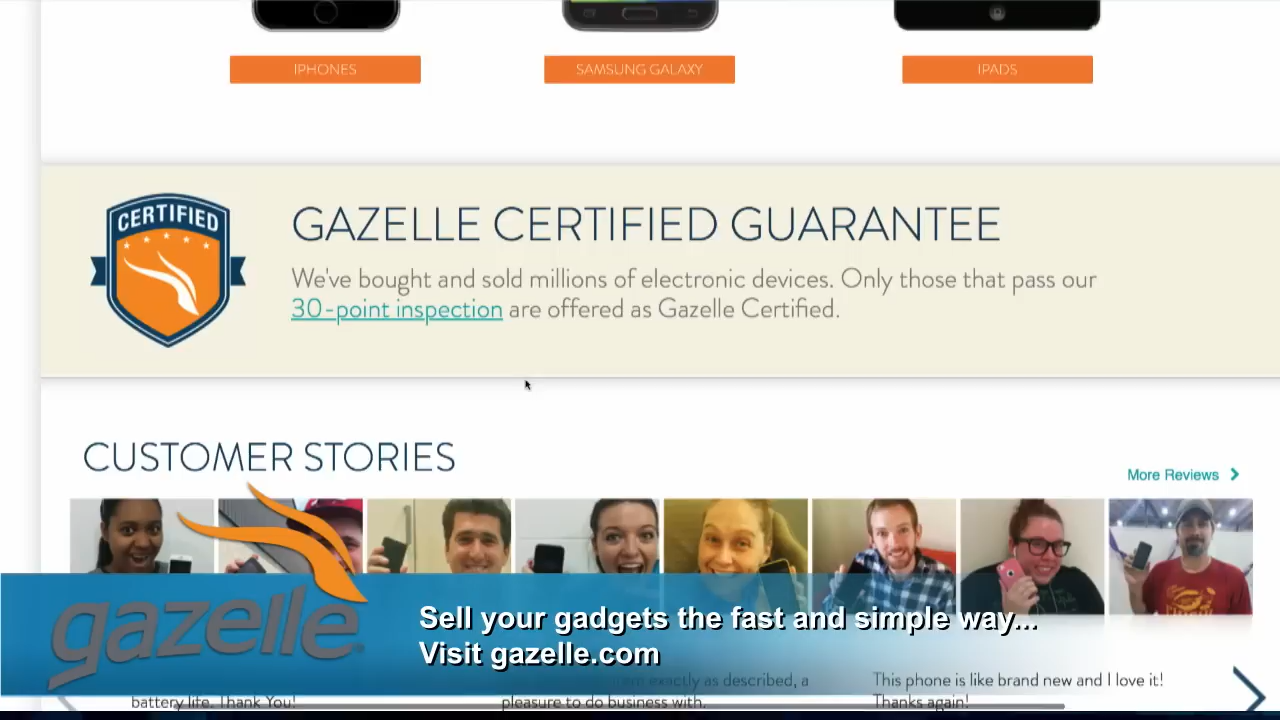 IPHONES
SAMSUNG GALAXY
IPADS
CERTIFIED
GAZELLE CERTIFIED GUARANTEE
We've bought and sold millions of electronic devices. Only those that pass our
30-point inspection are offered as Gazelle Certified.
CUSTOMER STORIES
More Reviews
gazelle
Sell your gadgets the fast and simple way...
Visit gazelle.com
exactly as described, a
pleasure to do business with.
This phone is like brand new and I love it!
Thanks again!
battery life. Thank You!